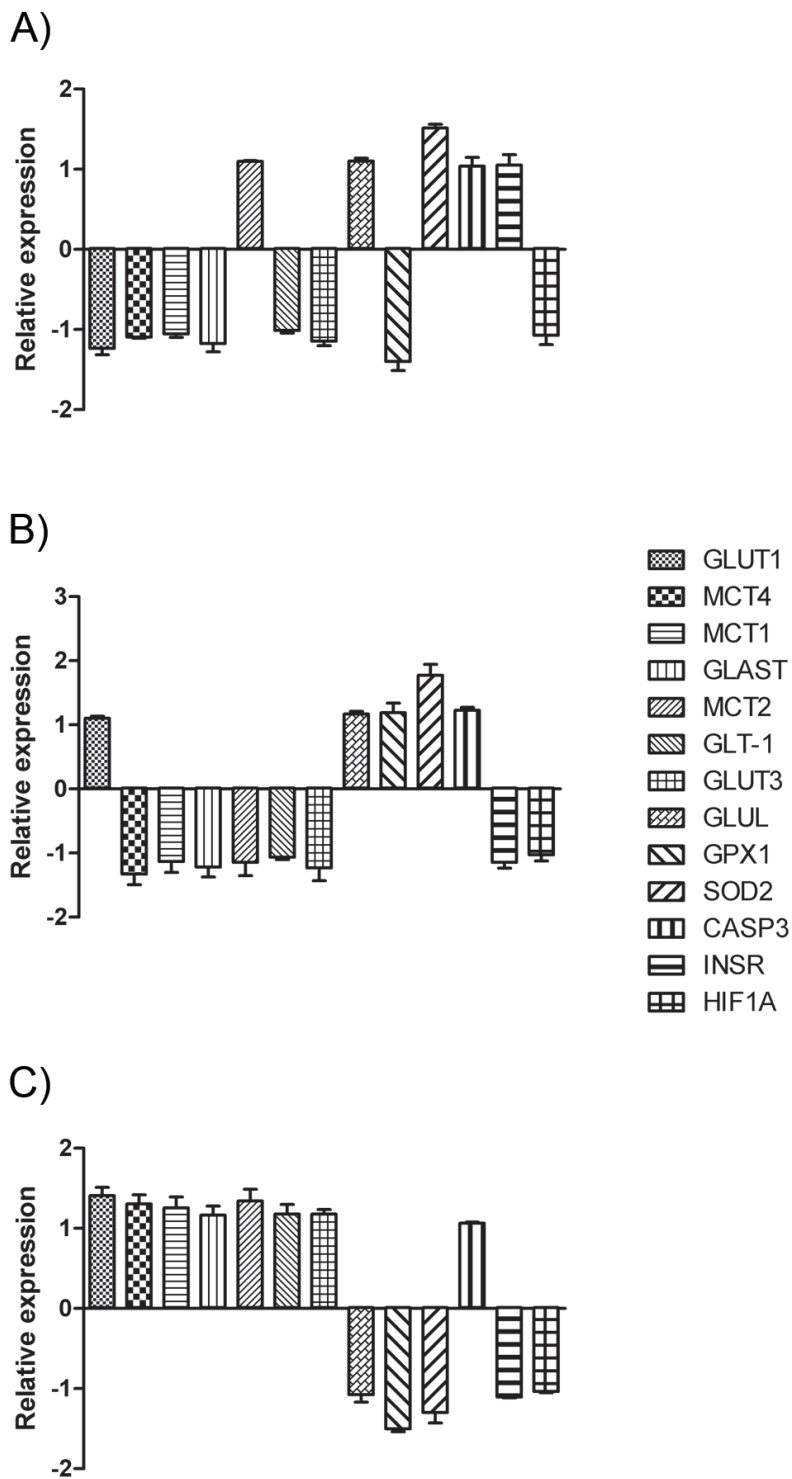 A)
Relative expression
2
1
0
-1
-2
B)
Relative expression
3
2
1
0
-1
-2
GLUT1
MCT4
MCT1
GLAST
MCT2
GLT-1
GLUT3
GLUL
GPX1
SOD2
CASP3
INSR
HIF1A
C)
Relative expression
2
1
0
-1
-2